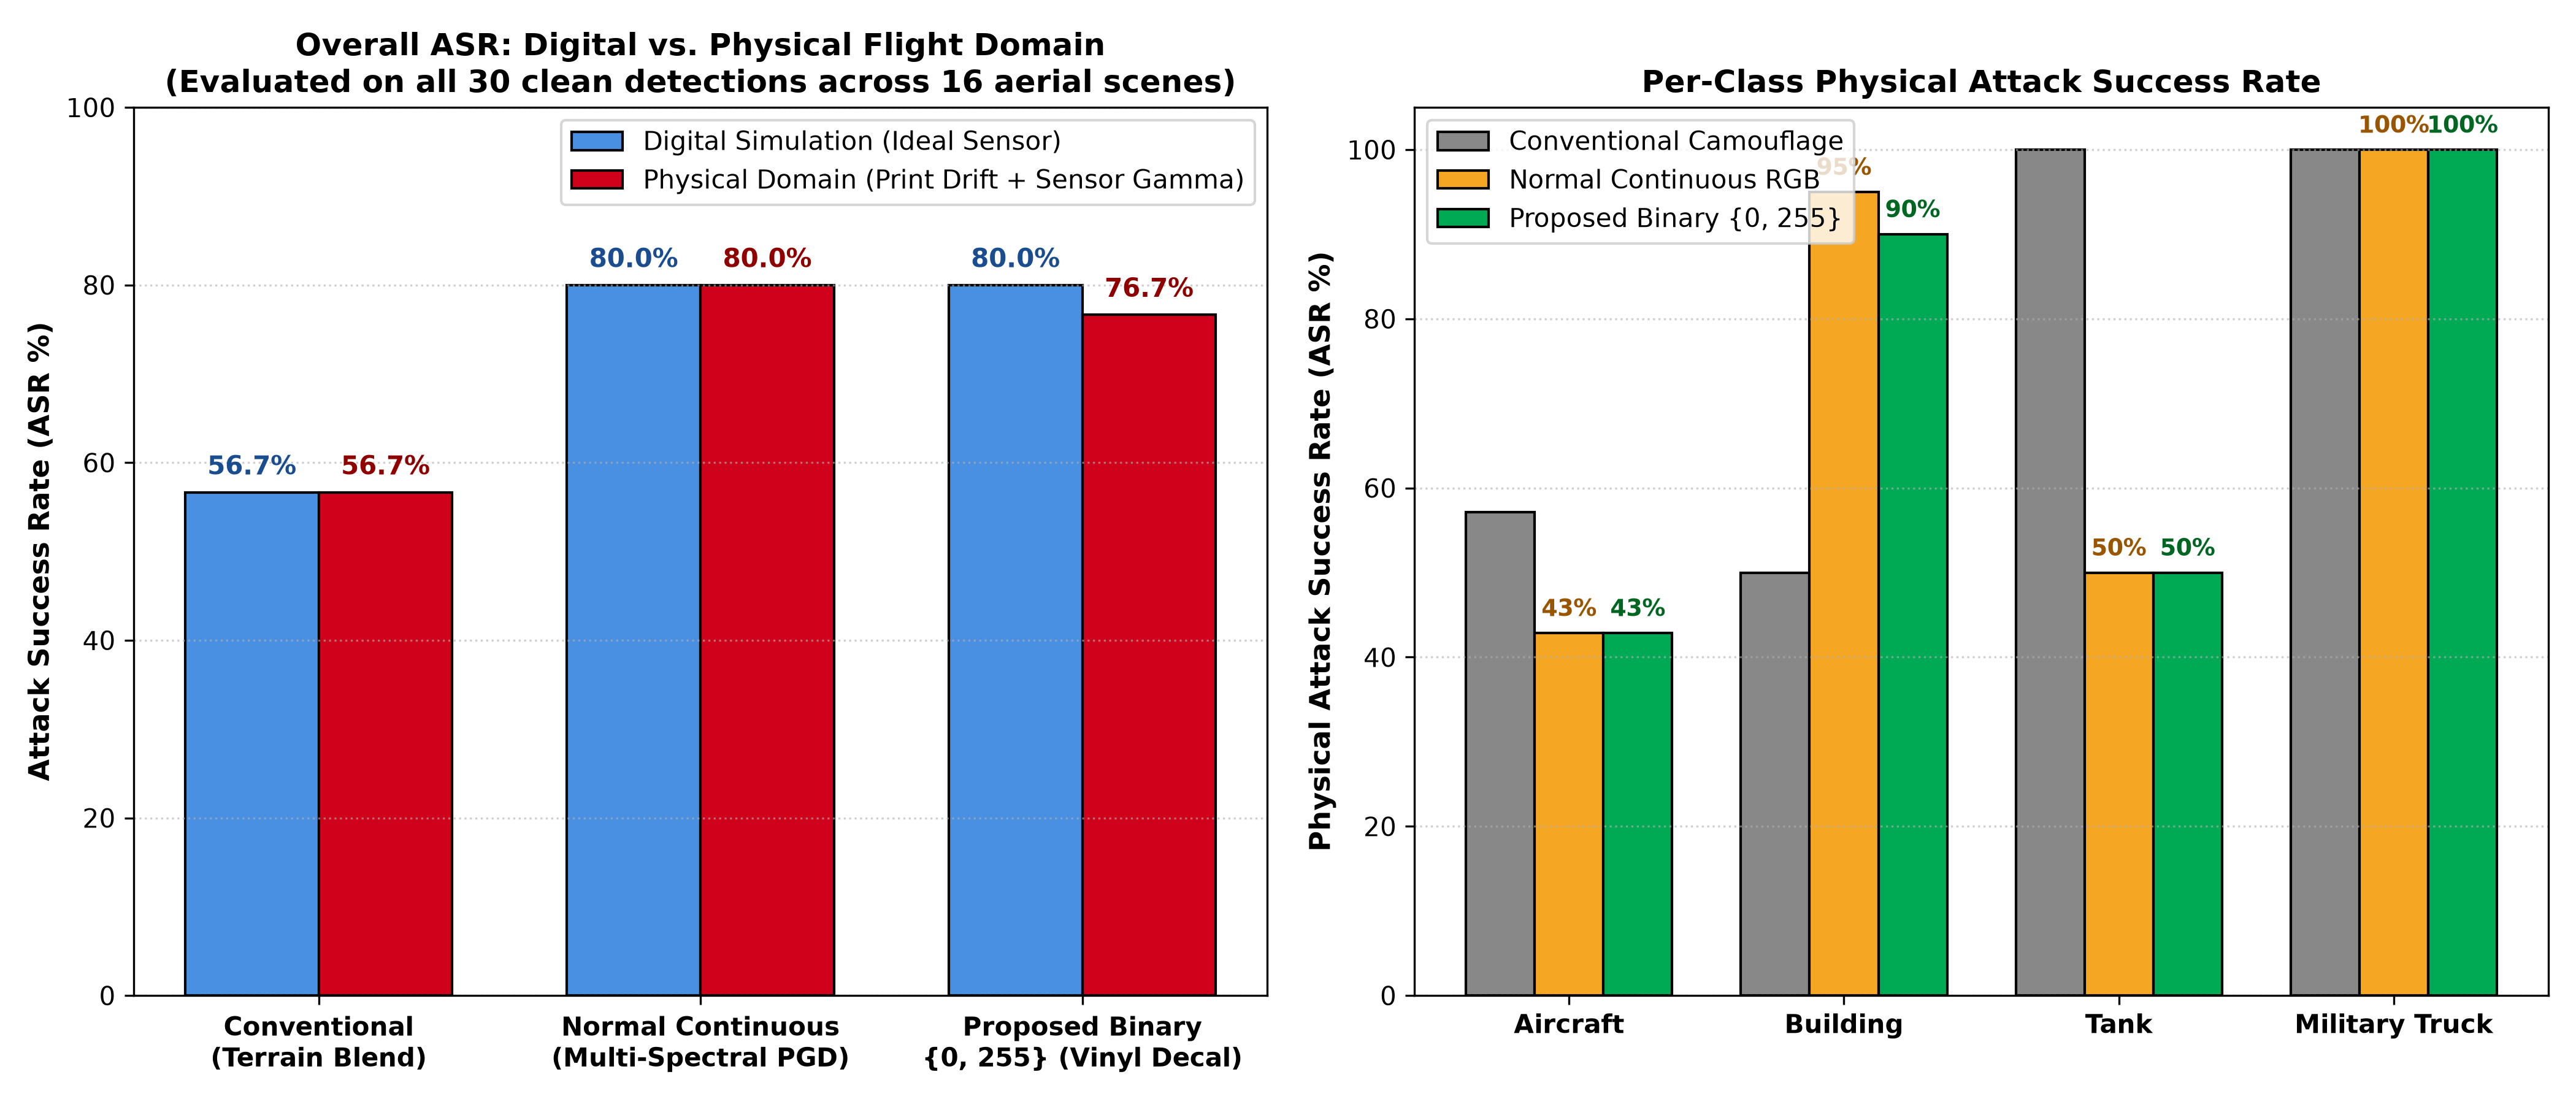 Overall ASR: Digital vs. Physical Flight Domain
(Evaluated on all 30 clean detections across 16 aerial scenes)
Attack Success Rate (ASR %)
100
80
60
40
20
0
Digital Simulation (Ideal Sensor)
Physical Domain (Print Drift + Sensor Gamma)
56.7%
56.7%
80.0%
80.0%
80.0%
76.7%
Conventional
(Terrain Blend)
Normal Continuous
(Multi-Spectral PGD)
Proposed Binary
{0, 255} (Vinyl Decal)
Per-Class Physical Attack Success Rate
Physical Attack Success Rate (ASR %)
100
80
60
40
20
0
Conventional Camouflage
Normal Continuous RGB
Proposed Binary {0, 255}
43%
43%
95%
90%
50%
50%
100%
100%
Aircraft
Building
Tank
Military Truck